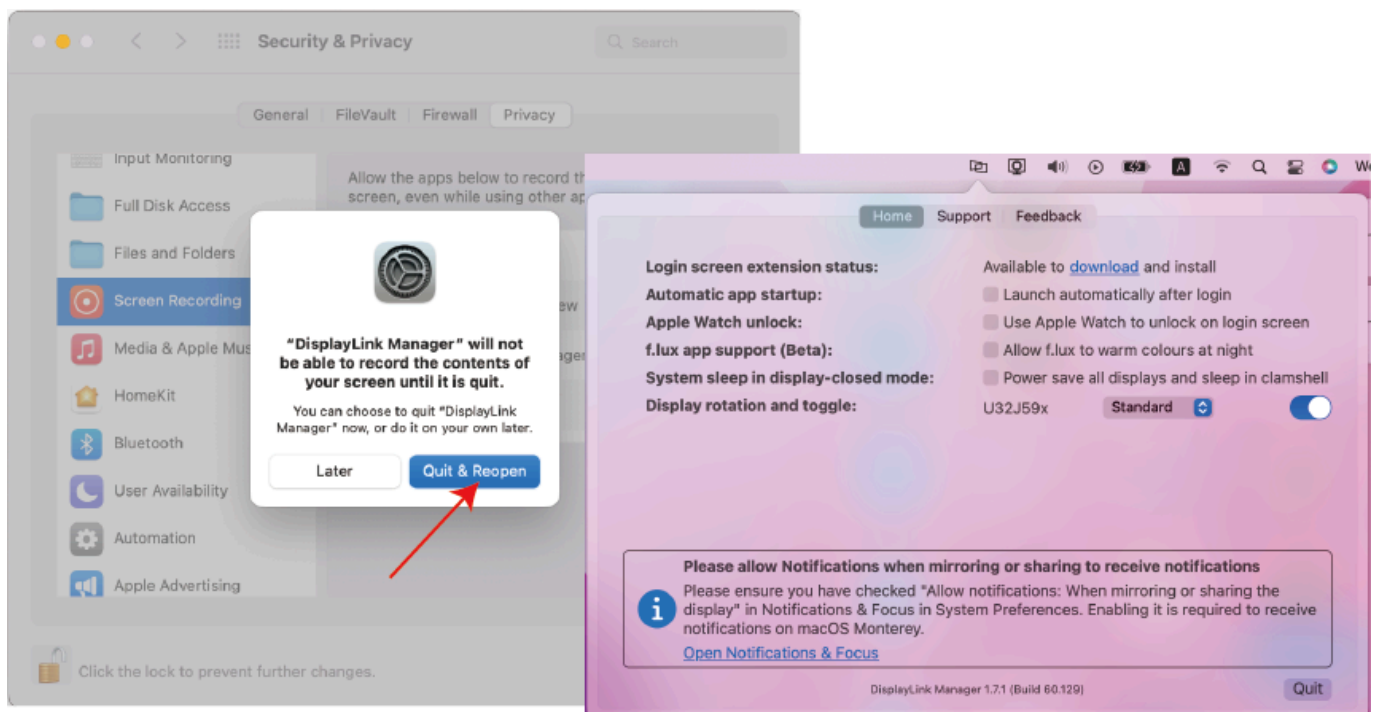 Security & Privacy
Search
General
FileVault
Firewall
Privacy
Input Monitoring
Full Disk Access
Files and Folders
Screen Recording
Media & Apple Mus
HomeKit
Bluetooth
User Availability
Automation
Apple Advertising
Allow the apps below to record th
screen, even while using other ap
ew
ager
"DisplayLink Manager" will not
be able to record the contents of
your screen until it is quit.
You can choose to quit "DisplayLink
Manager" now, or do it on your own later.
Later
Quit & Reopen
Click the lock to prevent further changes.
A
We
Home
Support
Feedback
Login screen extension status:
Available to download and install
Automatic app startup:
Launch automatically after login
Apple Watch unlock:
Use Apple Watch to unlock on login screen
f.lux app support (Beta):
Allow f.lux to warm colours at night
System sleep in display-closed mode:
Power save all displays and sleep in clamshell
Display rotation and toggle:
U32J59x
Standard
Please allow Notifications when mirroring or sharing to receive notifications
Please ensure you have checked "Allow notifications: When mirroring or sharing the
display" in Notifications & Focus in System Preferences. Enabling it is required to receive
notifications on macOS Monterey.
Open Notifications & Focus
DisplayLink Manager 1.7.1 (Build 60.129)
Quit